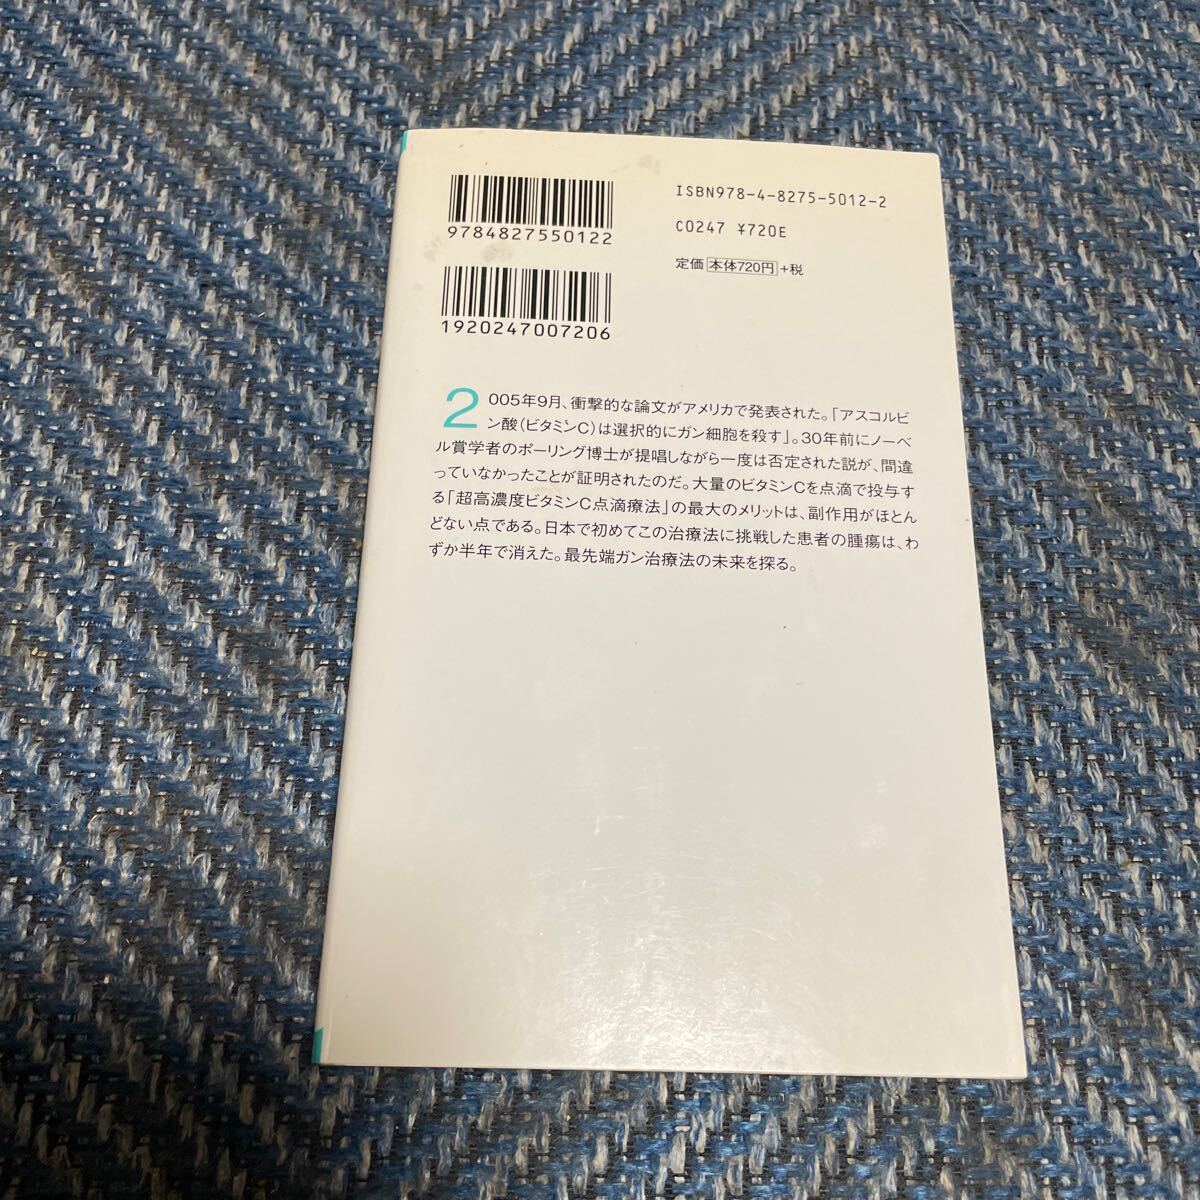 9784827550122
1920247007206
ISBN978-4-8275-5012-2
C0247 ¥720E
定価 本体720円 +税
2005年9月、衝撃的な論文がアメリカで発表された。「アスコルビ
ン酸(ビタミンC)は選択的にガン細胞を殺す」。30年前にノーベ
ル賞学者のポーリング博士が提唱しながら一度は否定された説が、間違
っていなかったことが証明されたのだ。大量のビタミンCを点滴で投与す
る「超高濃度ビタミンC点滴療法」の最大のメリットは、副作用がほとん
どない点である。日本で初めてこの治療法に挑戦した患者の腫瘍は、わ
ずか半年で消えた。最先端ガン治療法の未来を探る。